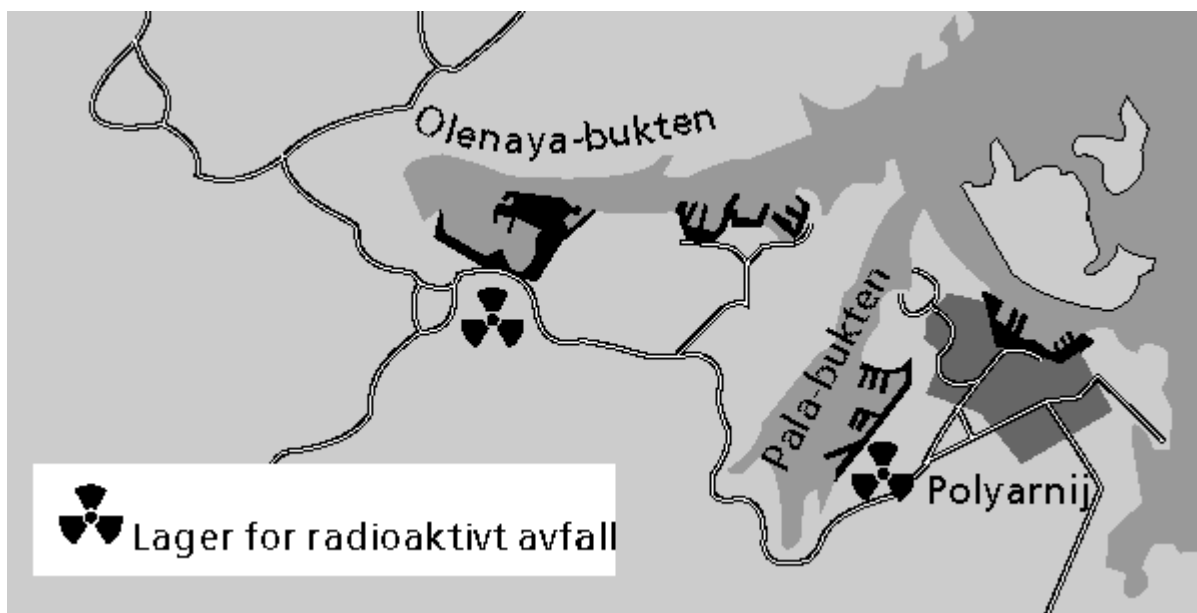 Olenaya-bukten
Pala-bukten
Polyarnij
Lager for radioaktivt avfall